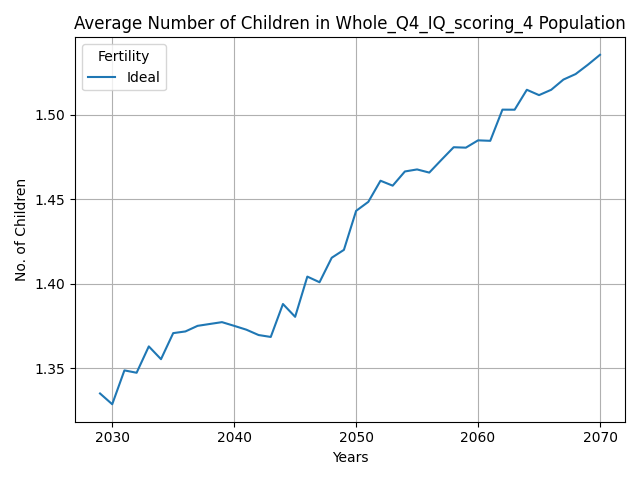 Average Number of Children in Whole_Q4_IQ_scoring_4 Population
Fertility
Ideal
No. of Children
1.50
1.45
1.40
1.35
2030 2040 2050 2060 2070
Years